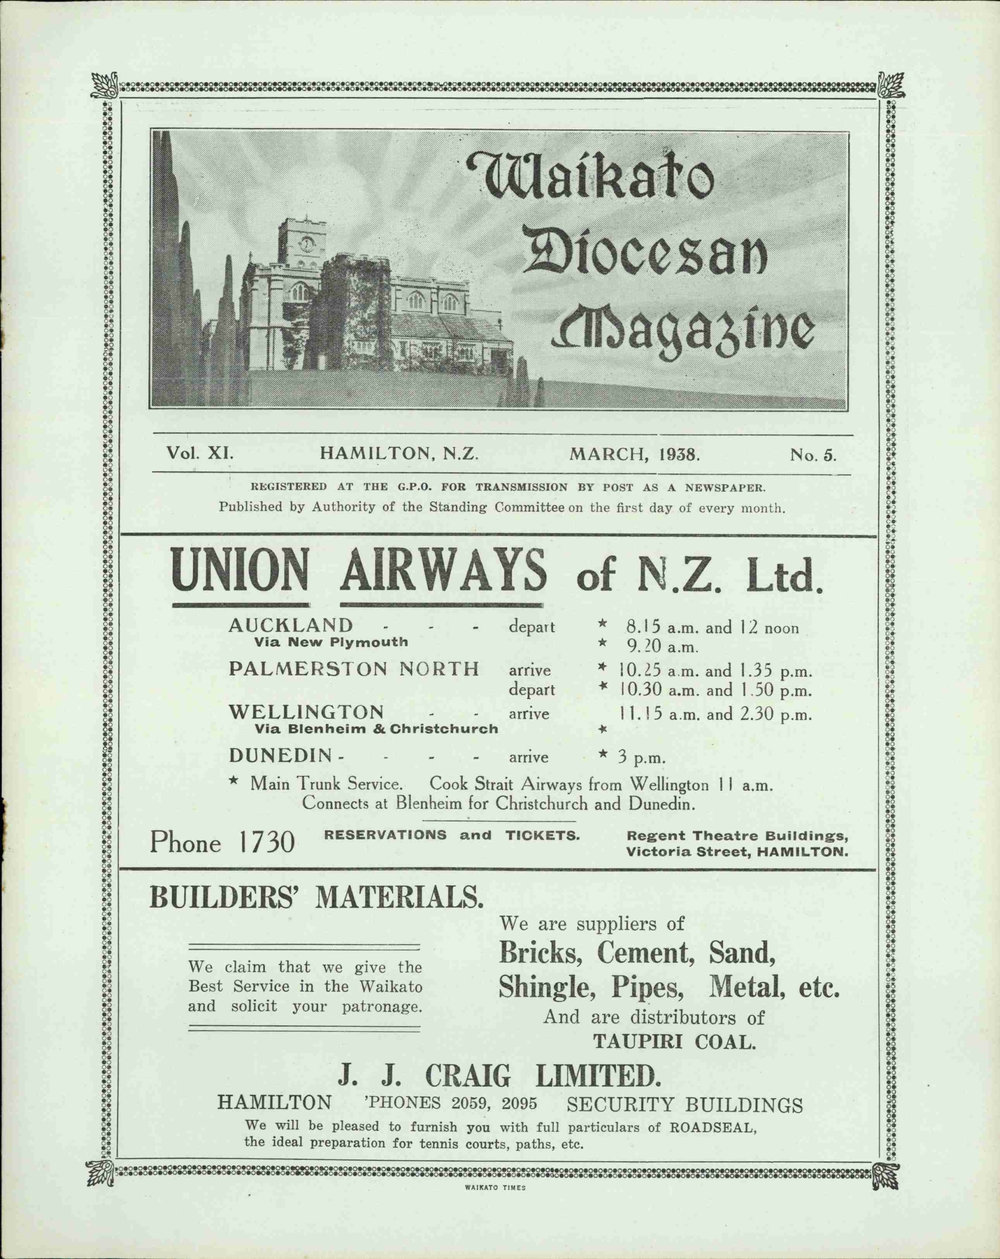 Waikato
Diocesan
Magazine
Vol. XI. HAMILTON, N.Z. MARCH, 1938. No. 5.
REGISTERED AT THE G.P.O. FOR TRANSMISSION BY POST AS A NEWSPAPER.
Published by Authority of the Standing Committee on the first day of every month.
UNION AIRWAYS of N.Z. Ltd.
AUCKLAND - - - depart * 8.15 a.m. and 12 noon
Via New Plymouth * 9.20 a.m.
PALMERSTON NORTH arrive * 10.25 a.m. and 1.35 p.m.
depart * 10.30 a.m. and 1.50 p.m.
WELLINGTON - - arrive 11.15 a.m. and 2.30 p.m.
Via Blenheim & Christchurch *
DUNEDIN - - - - arrive * 3 p.m.
* Main Trunk Service. Cook Strait Airways from Wellington 11 a.m.
Connects at Blenheim for Christchurch and Dunedin.
Phone 1730 RESERVATIONS and TICKETS. Regent Theatre Buildings,
Victoria Street, HAMILTON.
BUILDERS' MATERIALS.
We claim that we give the
Best Service in the Waikato
and solicit your patronage.
We are suppliers of
Bricks, Cement, Sand,
Shingle, Pipes, Metal, etc.
And are distributors of
TAUPIRI COAL.
J. J. CRAIG LIMITED.
HAMILTON 'PHONES 2059, 2095 SECURITY BUILDINGS
We will be pleased to furnish you with full particulars of ROADSEAL,
the ideal preparation for tennis courts, paths, etc.
WAIKATO TIMES